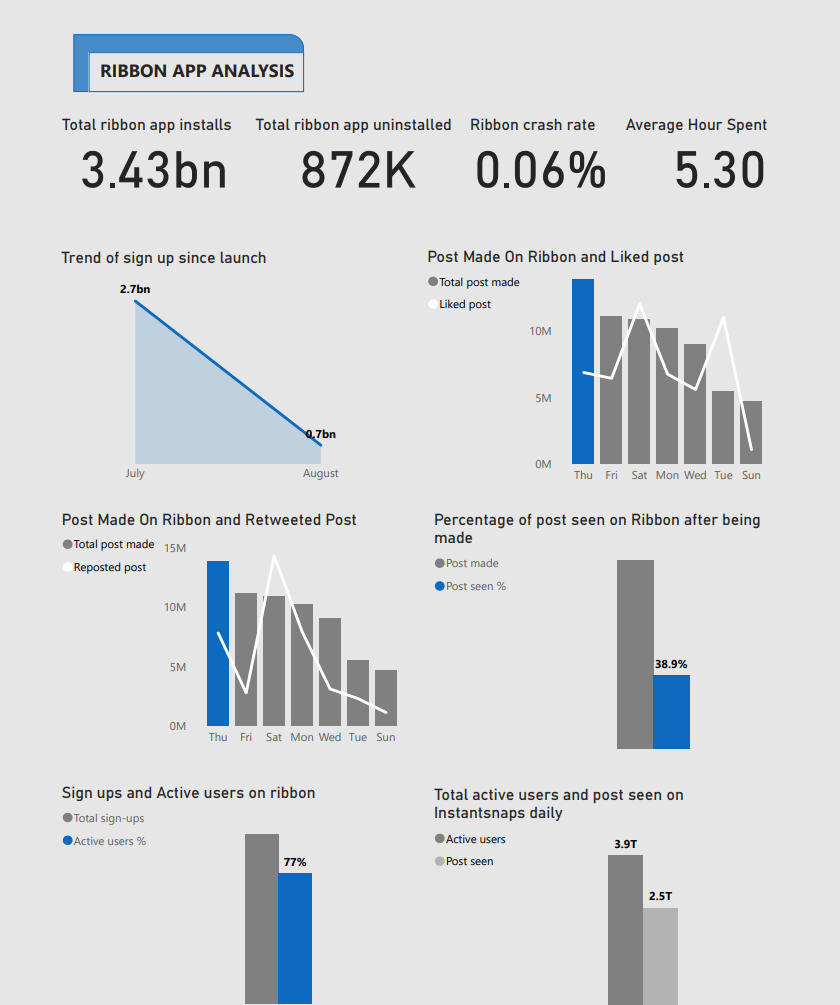 RIBBON APP ANALYSIS
Total ribbon app installs
Total ribbon app uninstalled
Ribbon crash rate
Average Hour Spent
3.43bn
872K
0.06%
5.30
Trend of sign up since launch
2.7bn
0.7bn
July
August
Post Made On Ribbon and Liked post
Total post made
Liked post
10M
5M
0M
Thu Fri Sat Mon Wed Tue Sun
Post Made On Ribbon and Retweeted Post
Total post made
Reposted post
15M
10M
5M
0M
Thu Fri Sat Mon Wed Tue Sun
Percentage of post seen on Ribbon after being
made
Post made
Post seen %
38.9%
Sign ups and Active users on ribbon
Total sign-ups
Active users %
77%
Total active users and post seen on
Instantsnaps daily
Active users
Post seen
3.9T
2.5T